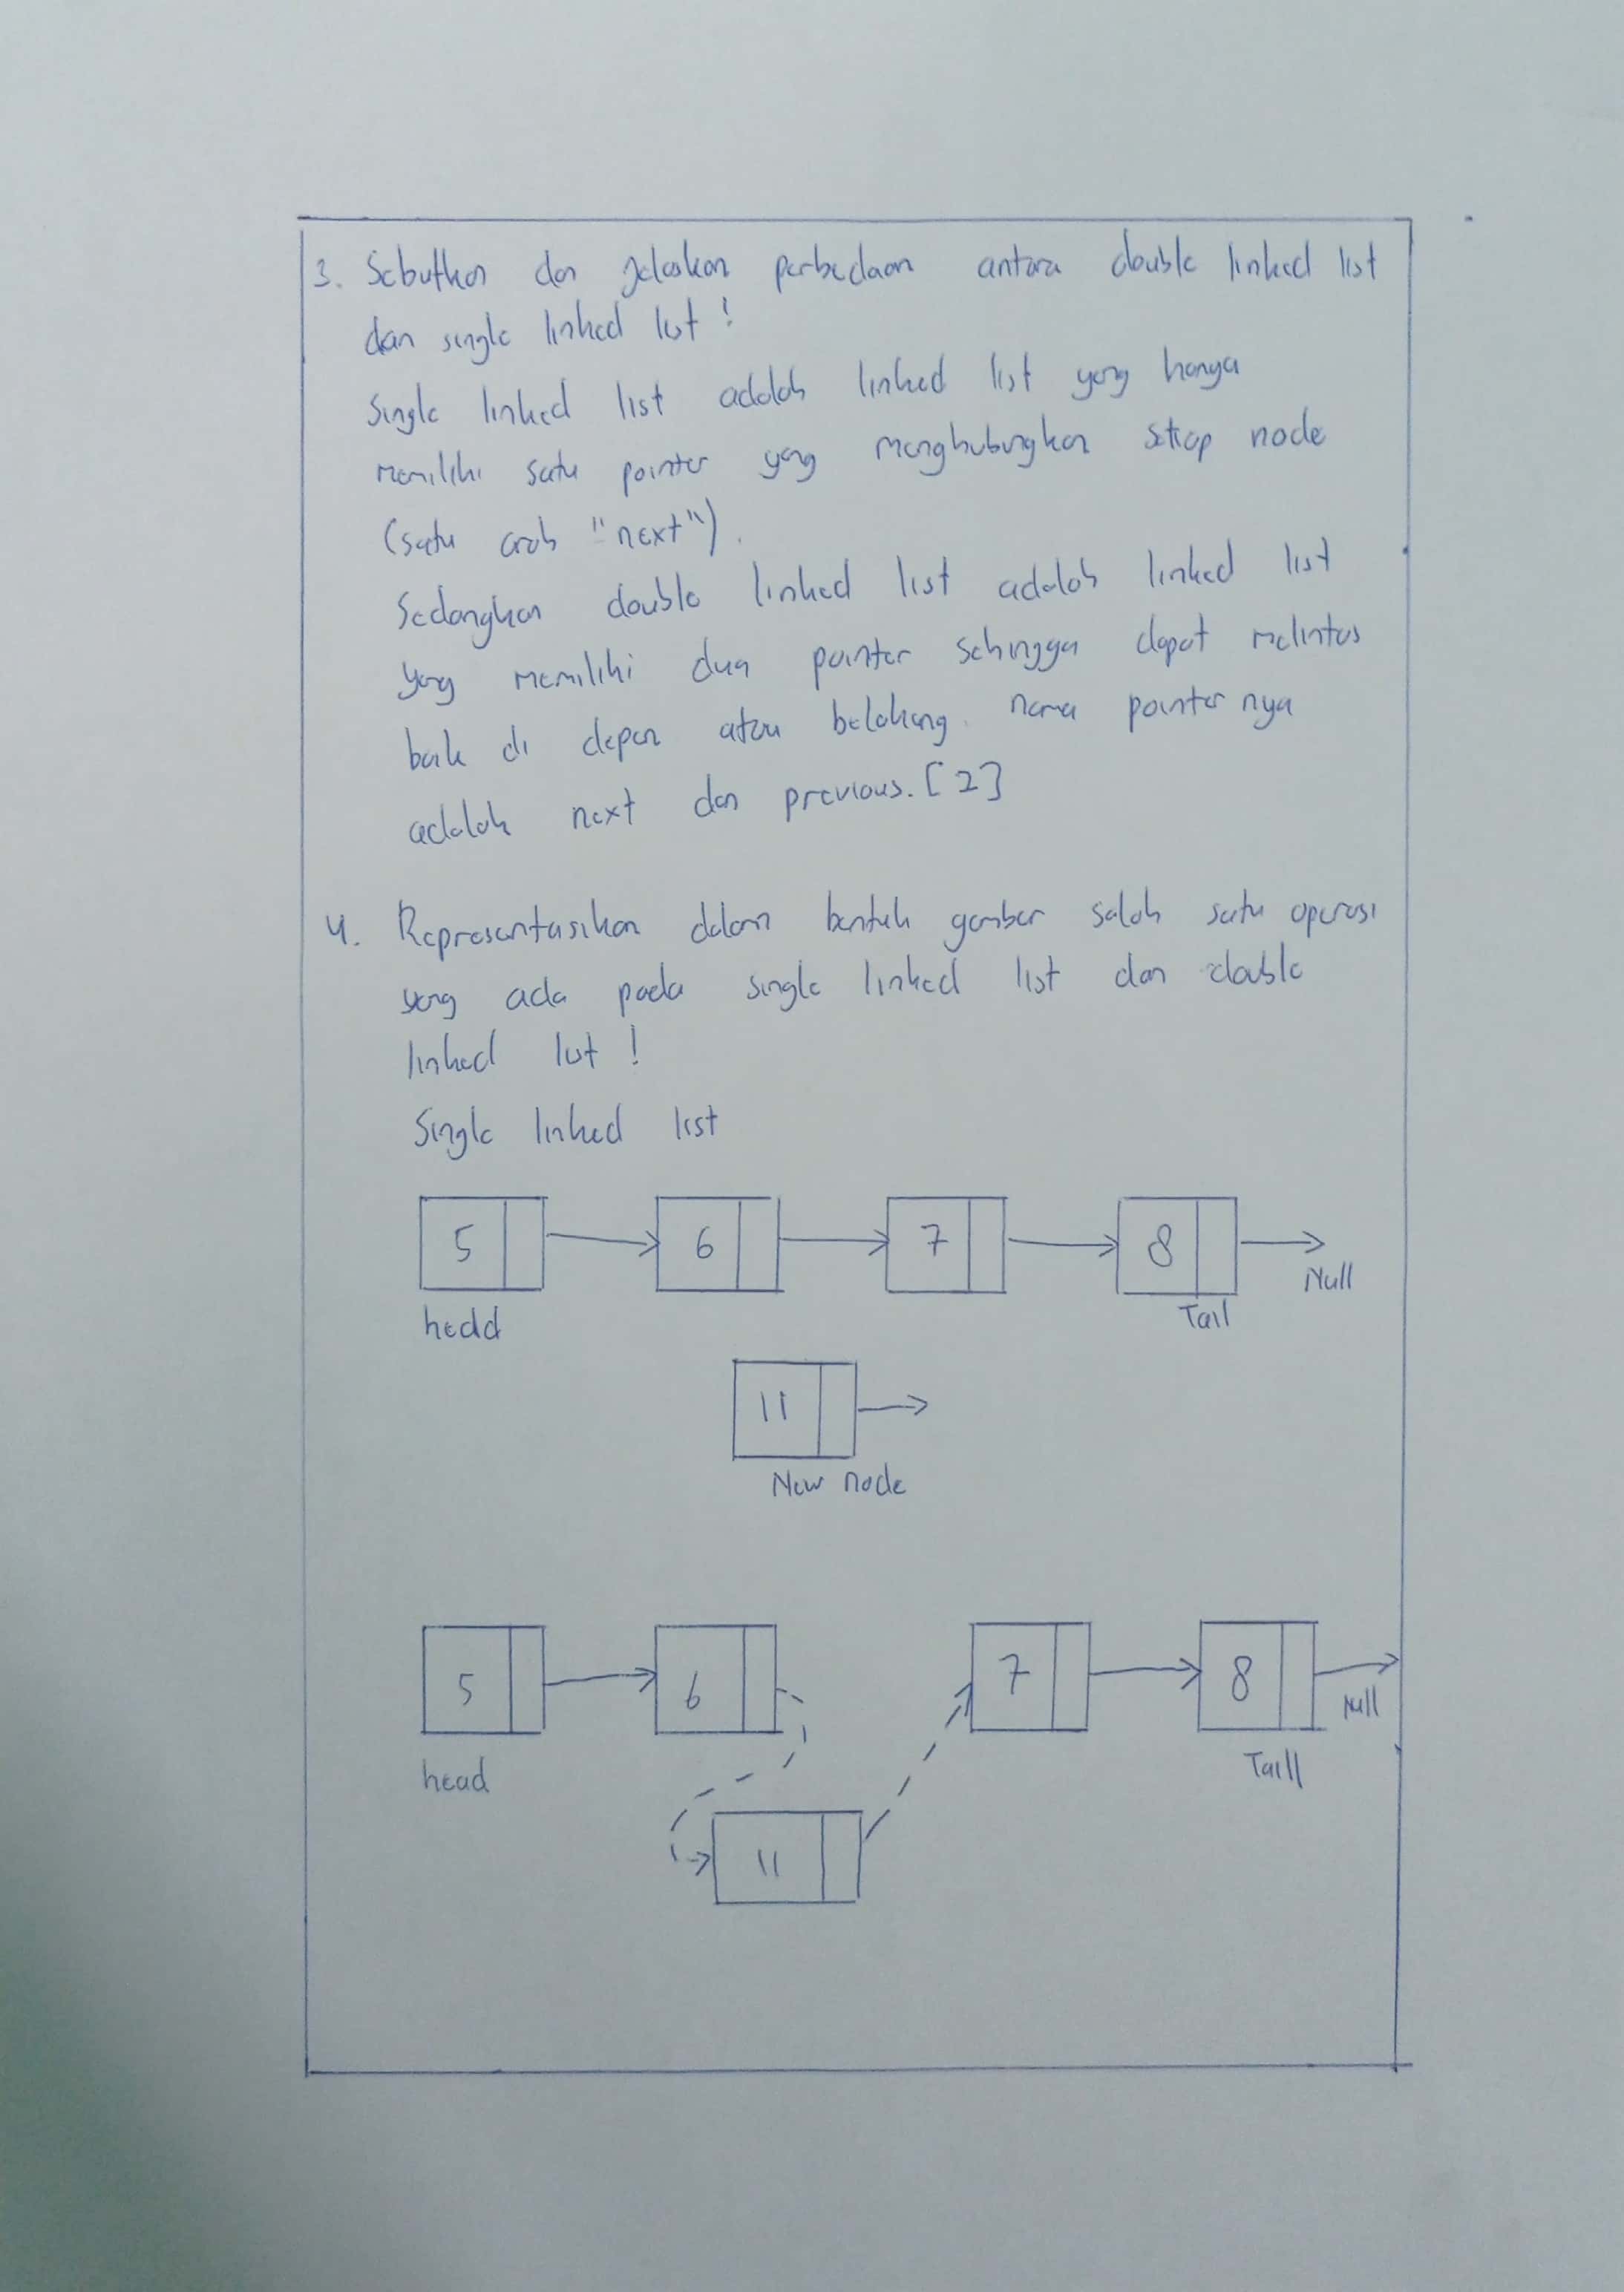 3. Sebutkan dan jelaskan perbedaan antara double linked list
dan single linked list !
Single linked list adalah linked list yang hanya
memiliki satu pointer yang menghubungkan setiap node
(satu arah "next").
Sedangkan double linked list adalah linked list
yang memiliki dua pointer sehingga dapat melintas
baik di depan atau belakang. nama pointer nya
adalah next dan previous. [2]
4. Representasikan dalam bentuk gambar salah satu operasi
yang ada pada single linked list dan double
linked list !
Single linked list
5 6 7 8
Null
head Tail
11
New node
5 6 7 8
Null
head Taill
11